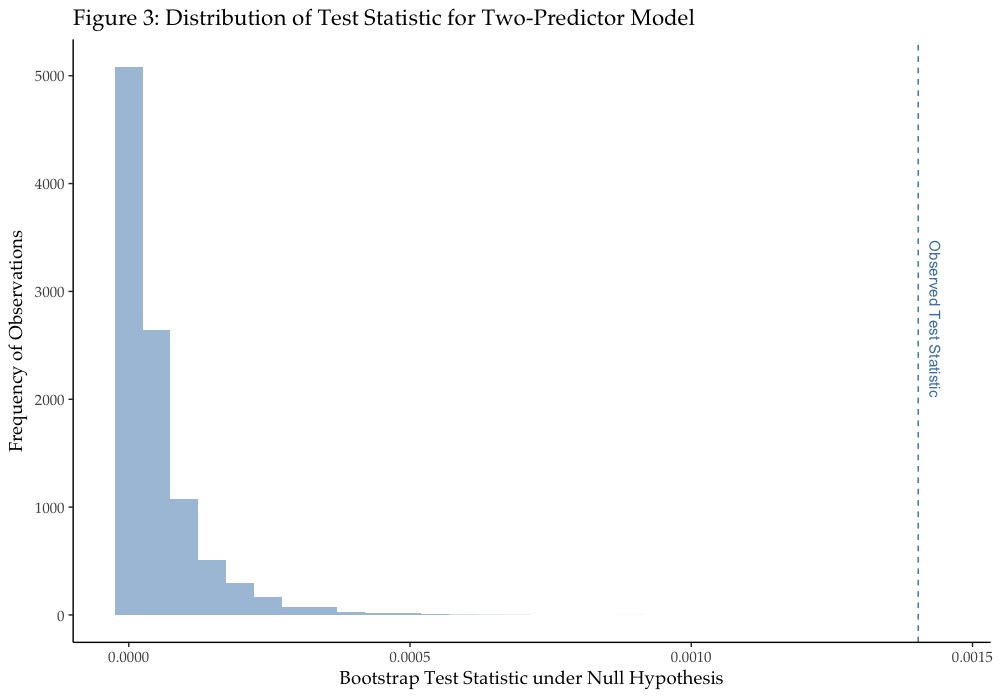 Figure 3: Distribution of Test Statistic for Two-Predictor Model
Frequency of Observations
5000
4000
3000
2000
1000
0
Observed Test Statistic
0.0000 0.0005 0.0010 0.0015
Bootstrap Test Statistic under Null Hypothesis